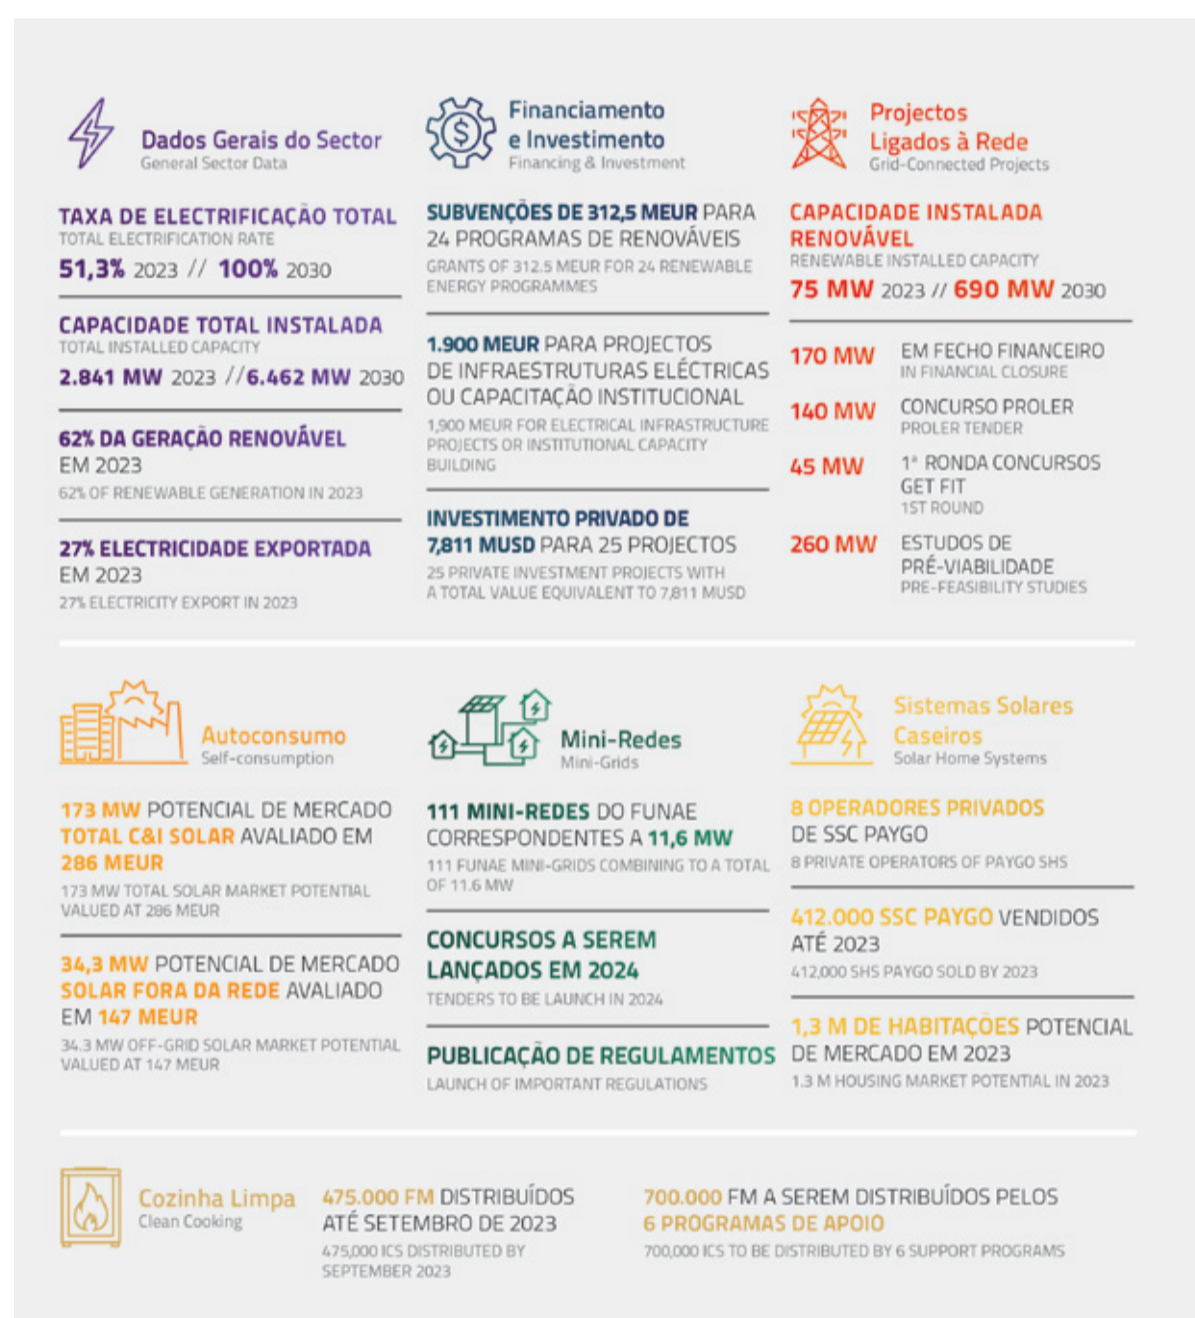 Dados Gerais do Sector
General Sector Data
TAXA DE ELECTRIFICAÇÃO TOTAL
TOTAL ELECTRIFICATION RATE
51,3% 2023 // 100% 2030
CAPACIDADE TOTAL INSTALADA
TOTAL INSTALLED CAPACITY
2.841 MW 2023 //6.462 MW 2030
62% DA GERAÇÃO RENOVÁVEL
EM 2023
62% OF RENEWABLE GENERATION IN 2023
27% ELECTRICIDADE EXPORTADA
EM 2023
27% ELECTRICITY EXPORT IN 2023
Financiamento
e Investimento
Financing & Investment
SUBVENÇÕES DE 312,5 MEUR PARA
24 PROGRAMAS DE RENOVÁVEIS
GRANTS OF 312.5 MEUR FOR 24 RENEWABLE
ENERGY PROGRAMMES
1.900 MEUR PARA PROJECTOS
DE INFRAESTRUTURAS ELÉCTRICAS
OU CAPACITAÇÃO INSTITUCIONAL
1,900 MEUR FOR ELECTRICAL INFRASTRUCTURE
PROJECTS OR INSTITUTIONAL CAPACITY
BUILDING
INVESTIMENTO PRIVADO DE
7,811 MUSD PARA 25 PROJECTOS
25 PRIVATE INVESTMENT PROJECTS WITH
A TOTAL VALUE EQUIVALENT TO 7,811 MUSD
Projectos
Ligados à Rede
Grid-Connected Projects
CAPACIDADE INSTALADA
RENOVÁVEL
RENEWABLE INSTALLED CAPACITY
75 MW 2023 // 690 MW 2030
170 MW EM FECHO FINANCEIRO
IN FINANCIAL CLOSURE
140 MW CONCURSO PROLER
PROLER TENDER
45 MW 1ª RONDA CONCURSOS
GET FIT
1ST ROUND
260 MW ESTUDOS DE
PRÉ-VIABILIDADE
PRE-FEASIBILITY STUDIES
Autoconsumo
Self-consumption
173 MW POTENCIAL DE MERCADO
TOTAL C&I SOLAR AVALIADO EM
286 MEUR
173 MW TOTAL SOLAR MARKET POTENTIAL
VALUED AT 286 MEUR
34,3 MW POTENCIAL DE MERCADO
SOLAR FORA DA REDE AVALIADO
EM 147 MEUR
34.3 MW OFF-GRID SOLAR MARKET POTENTIAL
VALUED AT 147 MEUR
Mini-Redes
Mini-Grids
111 MINI-REDES DO FUNAE
CORRESPONDENTES A 11,6 MW
111 FUNAE MINI-GRIDS COMBINING TO A TOTAL
OF 11.6 MW
CONCURSOS A SEREM
LANÇADOS EM 2024
TENDERS TO BE LAUNCH IN 2024
PUBLICAÇÃO DE REGULAMENTOS
LAUNCH OF IMPORTANT REGULATIONS
Sistemas Solares
Caseiros
Solar Home Systems
8 OPERADORES PRIVADOS
DE SSC PAYGO
8 PRIVATE OPERATORS OF PAYGO SHS
412.000 SSC PAYGO VENDIDOS
ATÉ 2023
412,000 SHS PAYGO SOLD BY 2023
1,3 M DE HABITAÇÕES POTENCIAL
DE MERCADO EM 2023
1.3 M HOUSING MARKET POTENTIAL IN 2023
Cozinha Limpa
Clean Cooking
475.000 FM DISTRIBUÍDOS
ATÉ SETEMBRO DE 2023
475,000 ICS DISTRIBUTED BY
SEPTEMBER 2023
700.000 FM A SEREM DISTRIBUÍDOS PELOS
6 PROGRAMAS DE APOIO
700,000 ICS TO BE DISTRIBUTED BY 6 SUPPORT PROGRAMS